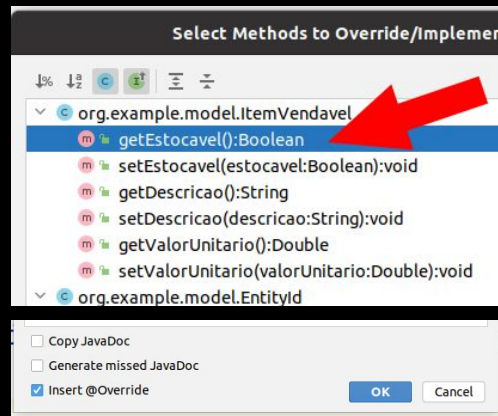 Select Methods to Override/Implemen
org.example.model.ItemVendavel
getEstocavel():Boolean
setEstocavel(estocavel:Boolean):void
getDescricao():String
setDescricao(descricao:String):void
getValorUnitario():Double
setValorUnitario(valorUnitario:Double):void
org.example.model.EntityId
Copy JavaDoc
Generate missed JavaDoc
Insert @Override
OK Cancel